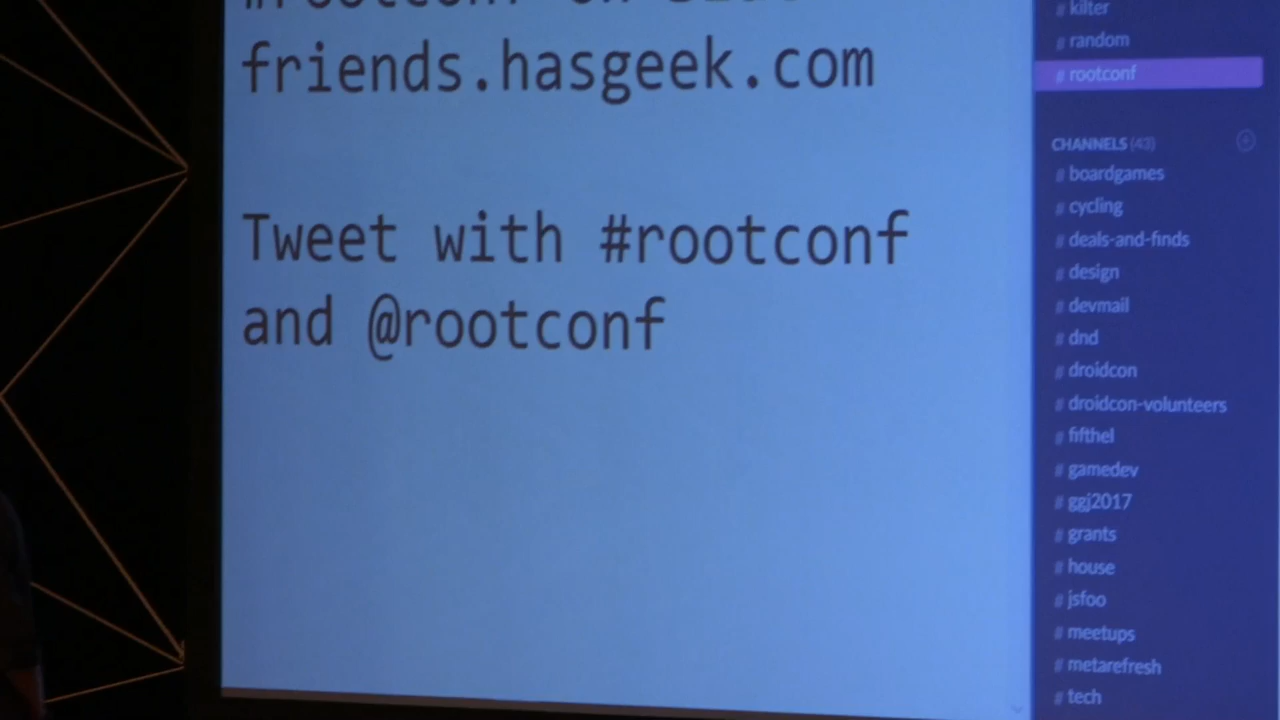 friends.hasgeek.com
Tweet with #rootconf
and @rootconf
# kilter
# random
# rootconf
CHANNELS (43)
# boardgames
# cycling
# deals-and-finds
# design
# devmail
# dnd
# droidcon
# droidcon-volunteers
# fifthel
# gamedev
# ggj2017
# grants
# house
# jsfoo
# meetups
# metarefresh
# tech